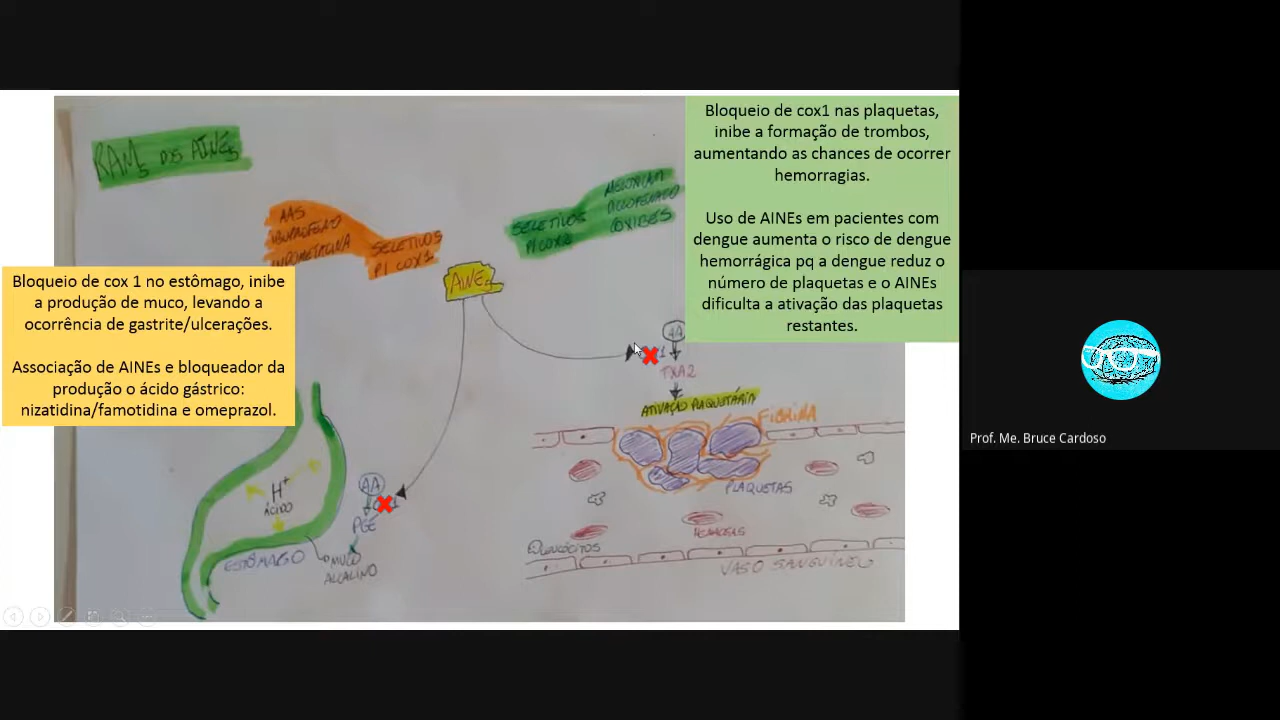 RAMs DOS AINEs
AAS
IBUPROFENO
INDOMETACINA
SELETIVOS
P/ COX1
SELETIVOS
P/ COX2
MELOXICAM
DICLOFENACO
COXIBES
AINEs
Bloqueio de cox1 nas plaquetas,
inibe a formação de trombos,
aumentando as chances de ocorrer
hemorragias.
Uso de AINEs em pacientes com
dengue aumenta o risco de dengue
hemorrágica pq a dengue reduz o
número de plaquetas e o AINEs
dificulta a ativação das plaquetas
restantes.
Bloqueio de cox 1 no estômago, inibe
a produção de muco, levando a
ocorrência de gastrite/ulcerações.
Associação de AINEs e bloqueador da
produção o ácido gástrico:
nizatidina/famotidina e omeprazol.
AA
1
TXA2
ATIVAÇÃO PLAQUETÁRIA
FIBRINA
PLAQUETAS
HEMÁCIAS
VASO SANGUÍNEO
H+
ÁCIDO
AA
1
PGE
MUCO
ALCALINO
ESTÔMAGO
Prof. Me. Bruce Cardoso